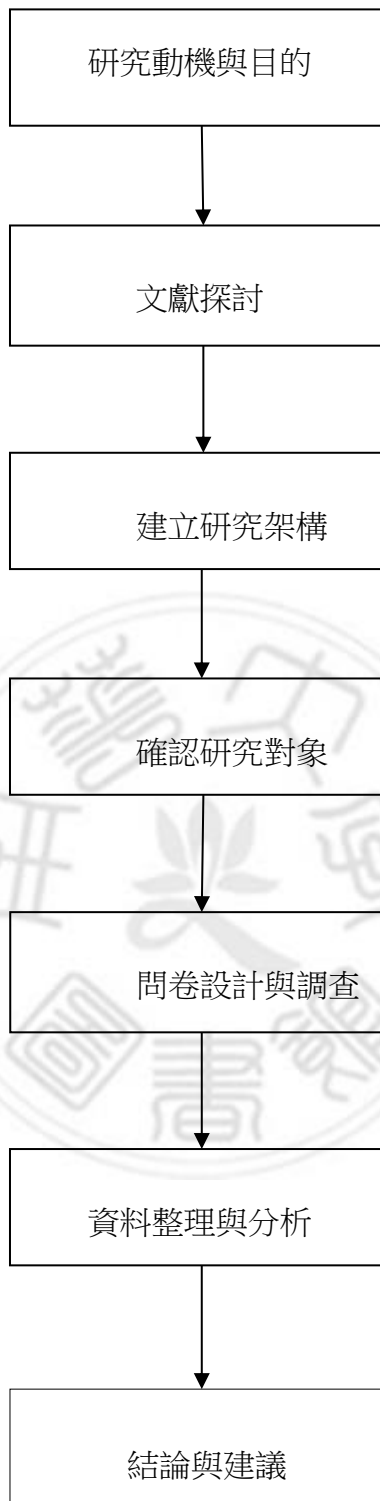 研究動機與目的
文獻探討
建立研究架構
確認研究對象
問卷設計與調查
資料整理與分析
結論與建議